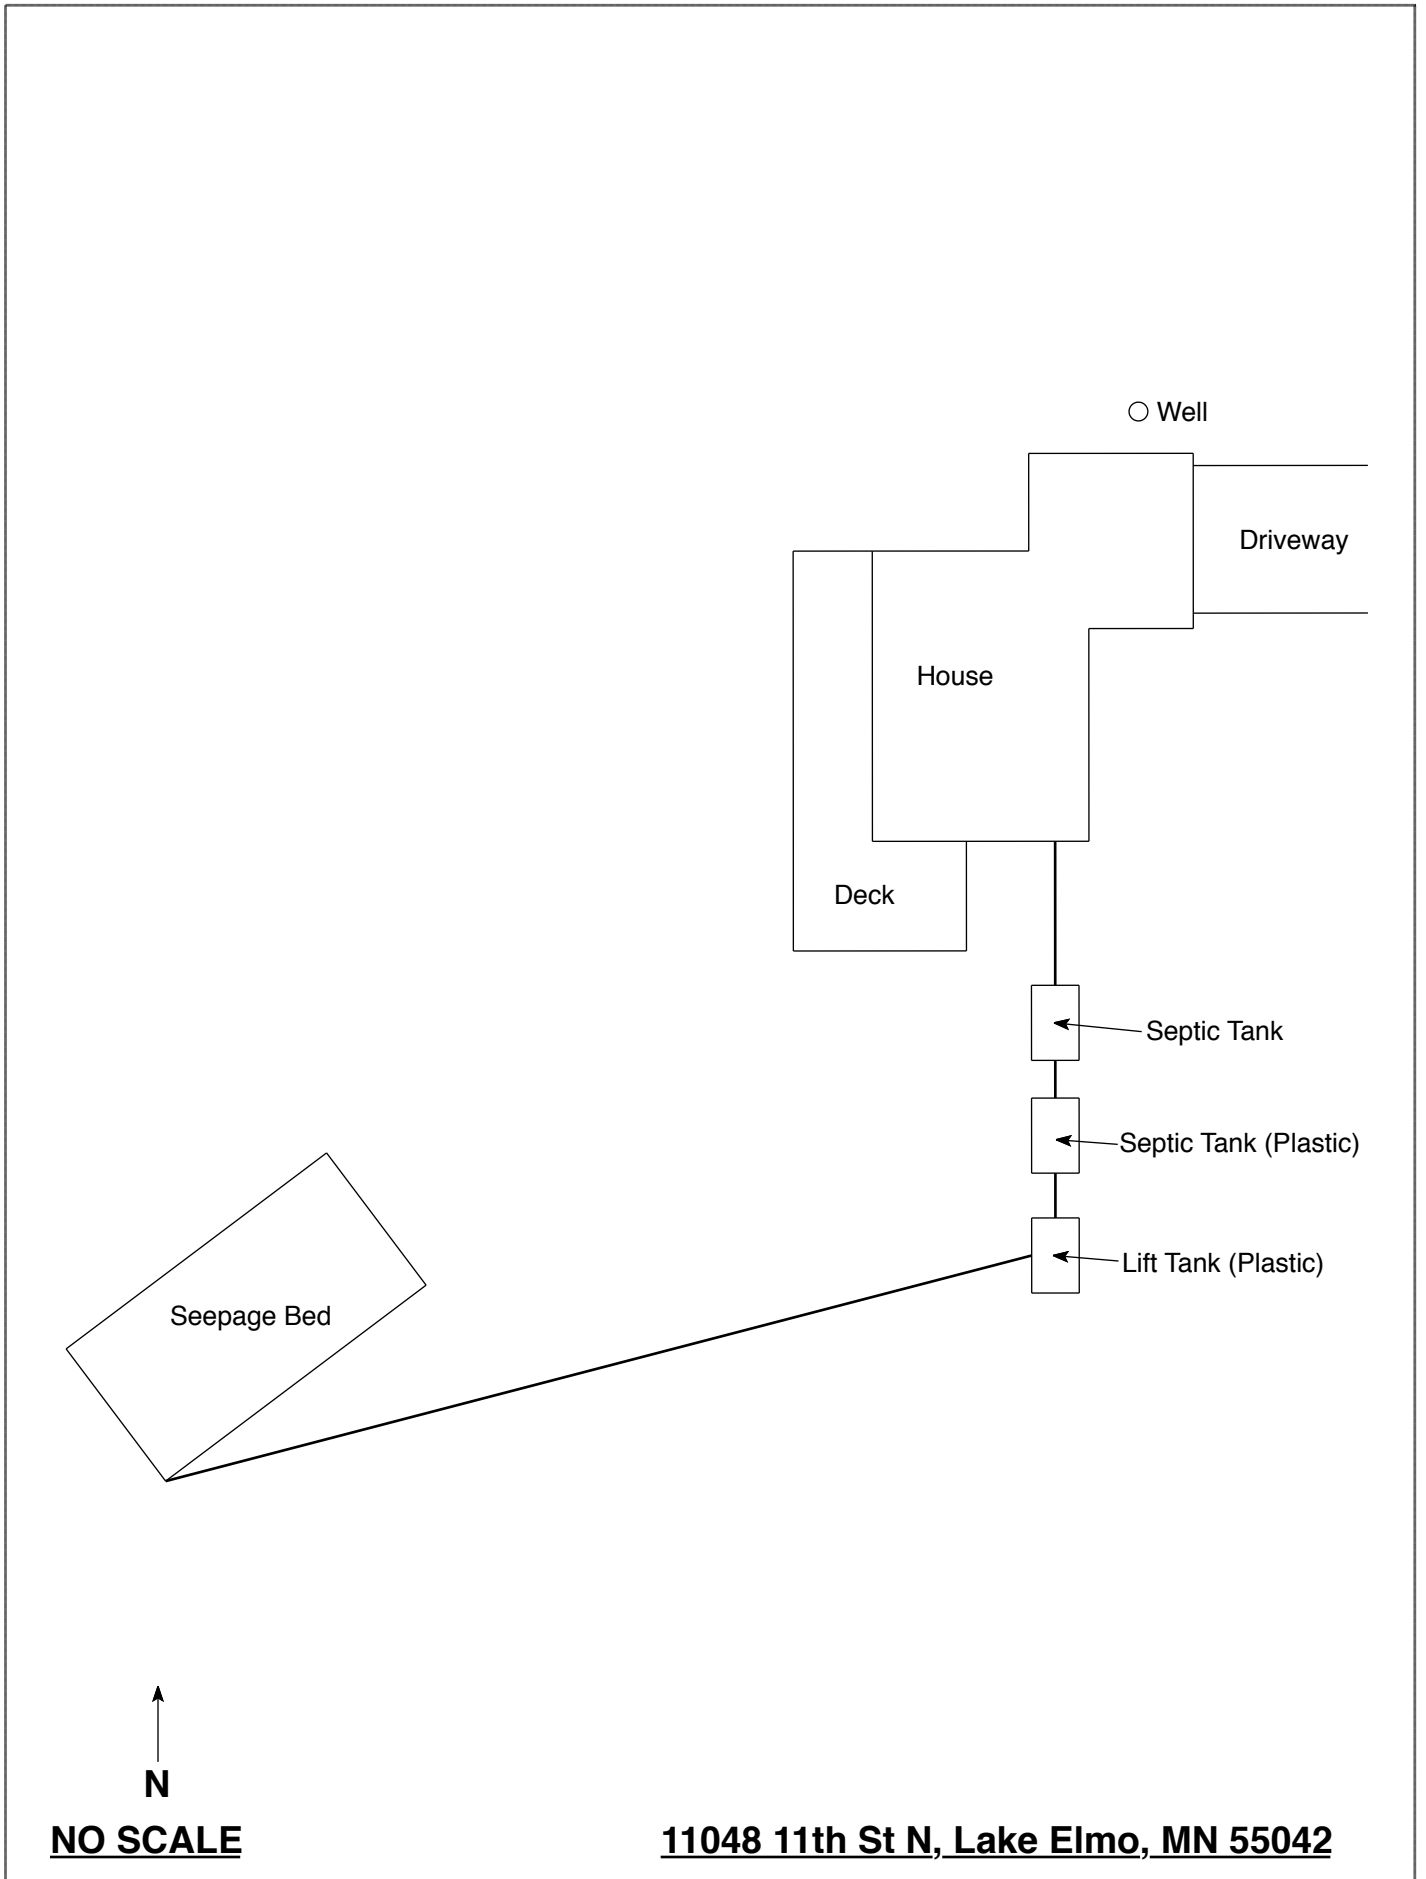 Well
Driveway
House
Deck
Septic Tank
Septic Tank (Plastic)
Lift Tank (Plastic)
Seepage Bed
N
NO SCALE
11048 11th St N, Lake Elmo, MN 55042